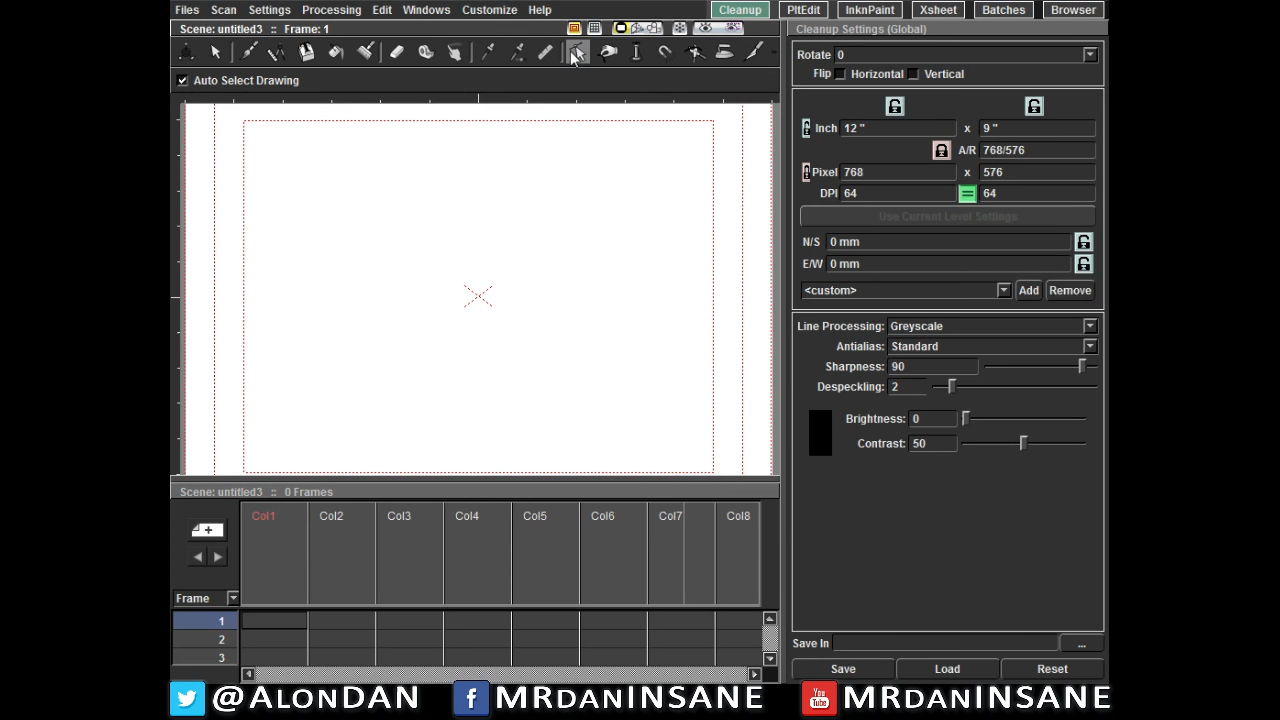 Files Scan Settings Processing Edit Windows Customize Help Cleanup PltEdit InknPaint Xsheet Batches Browser
Scene: untitled3 :: Frame: 1
Cleanup Settings (Global)
Auto Select Drawing
Rotate 0
Flip Horizontal Vertical
Inch 12 " x 9 "
A/R 768/576
Pixel 768 x 576
DPI 64 = 64
Use Current Level Settings
N/S 0 mm
E/W 0 mm
<custom> Add Remove
Line Processing: Greyscale
Antialias: Standard
Sharpness: 90
Despeckling: 2
Brightness: 0
Contrast: 50
Scene: untitled3 :: 0 Frames
Col1 Col2 Col3 Col4 Col5 Col6 Col7 Col8
Frame
1
2
3
Save In ...
Save Load Reset
@AlonDAN MRdanINSANE You Tube MRdanINSANE